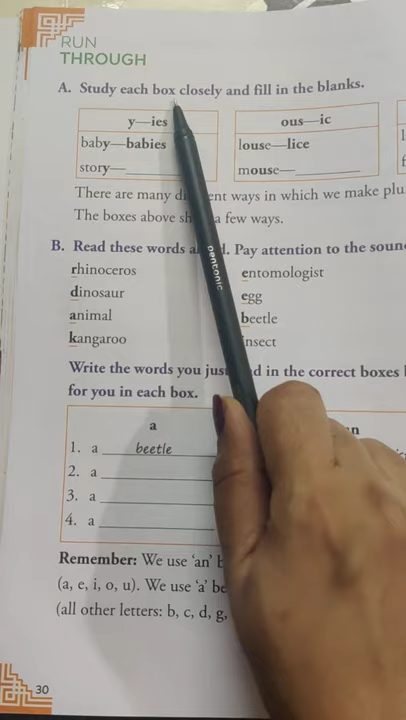 RUN
THROUGH
A. Study each box closely and fill in the blanks.
y—ies
baby—babies
story—
ous—ic
louse—lice
mouse—
There are many ent ways in which we make plu
The boxes above sh a few ways.
B. Read these words a d. Pay attention to the soun
rhinoceros
dinosaur
animal
kangaroo
entomologist
egg
beetle
insect
Write the words you jus d in the correct boxes
for you in each box.
a
1. a beetle
2. a
3. a
4. a
n
Remember: We use 'an' b
(a, e, i, o, u). We use 'a' be
(all other letters: b, c, d, g,
30
pentonic